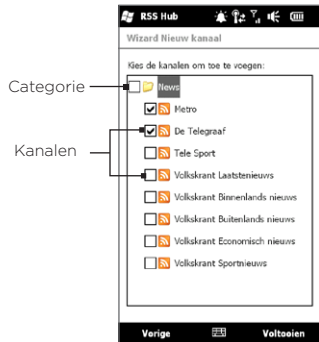 RSS Hub
Wizard Nieuw kanaal
Kies de kanalen om toe te voegen:
Categorie
News
Metro
De Telegraaf
Kanalen
Tele Sport
Volkskrant Laatstenieuws
Volkskrant Binnenlands nieuws
Volkskrant Buitenlands nieuws
Volkskrant Economisch nieuws
Volkskrant Sportnieuws
Vorige
Voltooien